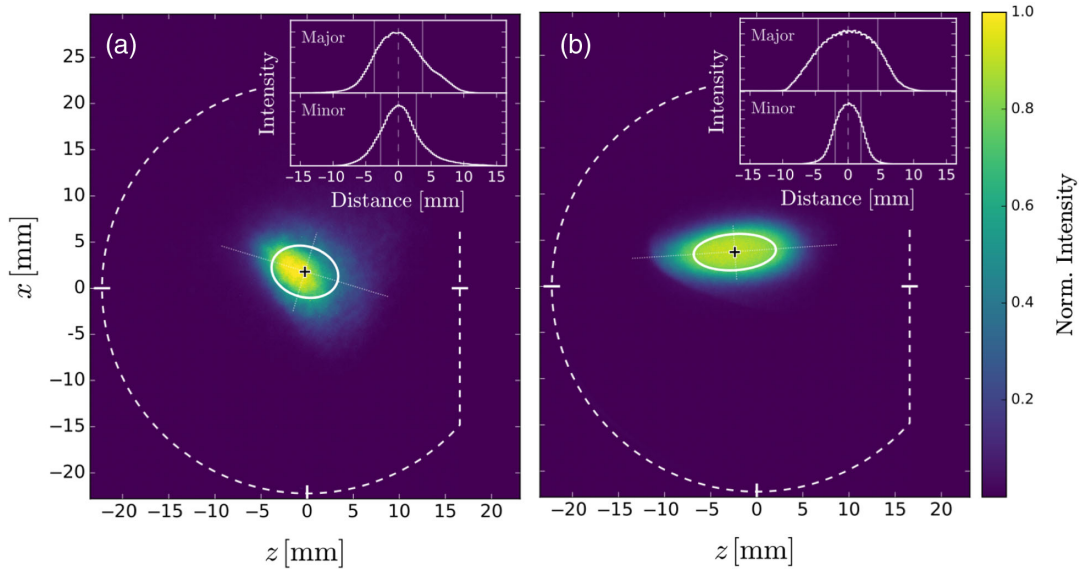 (a)
Major
Minor
Intensity
−15 −10 −5 0 5 10 15
Distance [mm]
25
20
15
10
5
0
-5
−10
−15
−20
x [mm]
−20 −15 −10 −5 0 5 10 15 20
z [mm]
(b)
Major
Minor
Intensity
−15 −10 −5 0 5 10 15
Distance [mm]
−20 −15 −10 −5 0 5 10 15 20
z [mm]
1.0
0.8
0.6
0.4
0.2
Norm. Intensity